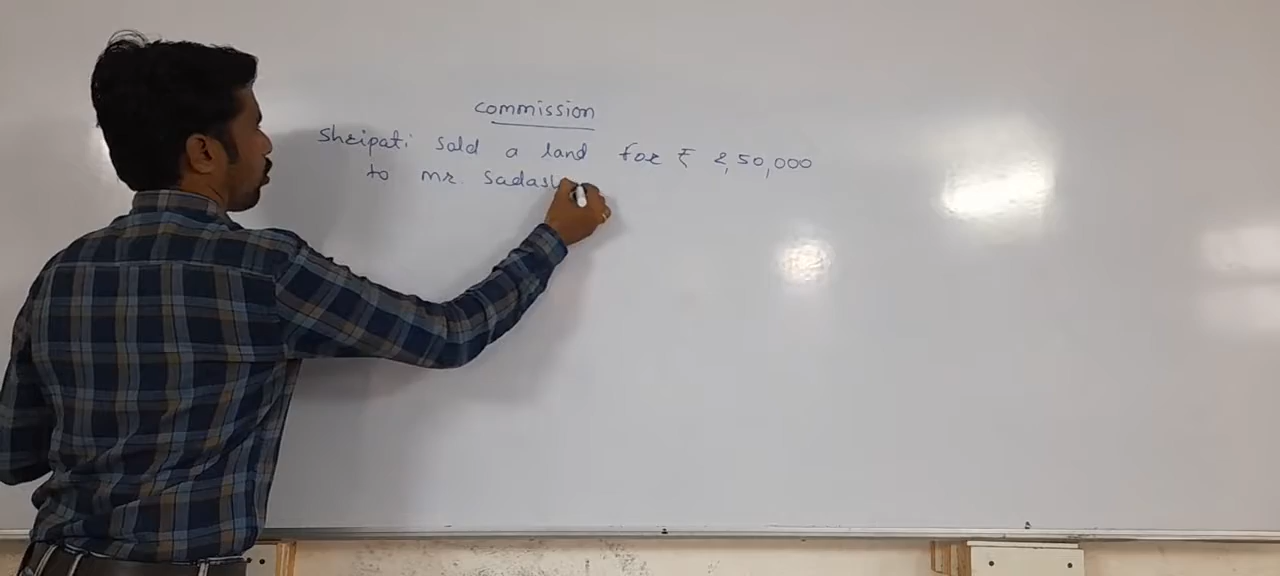 commission
Shripati sold a land for ₹ 2,50,000
to mr.